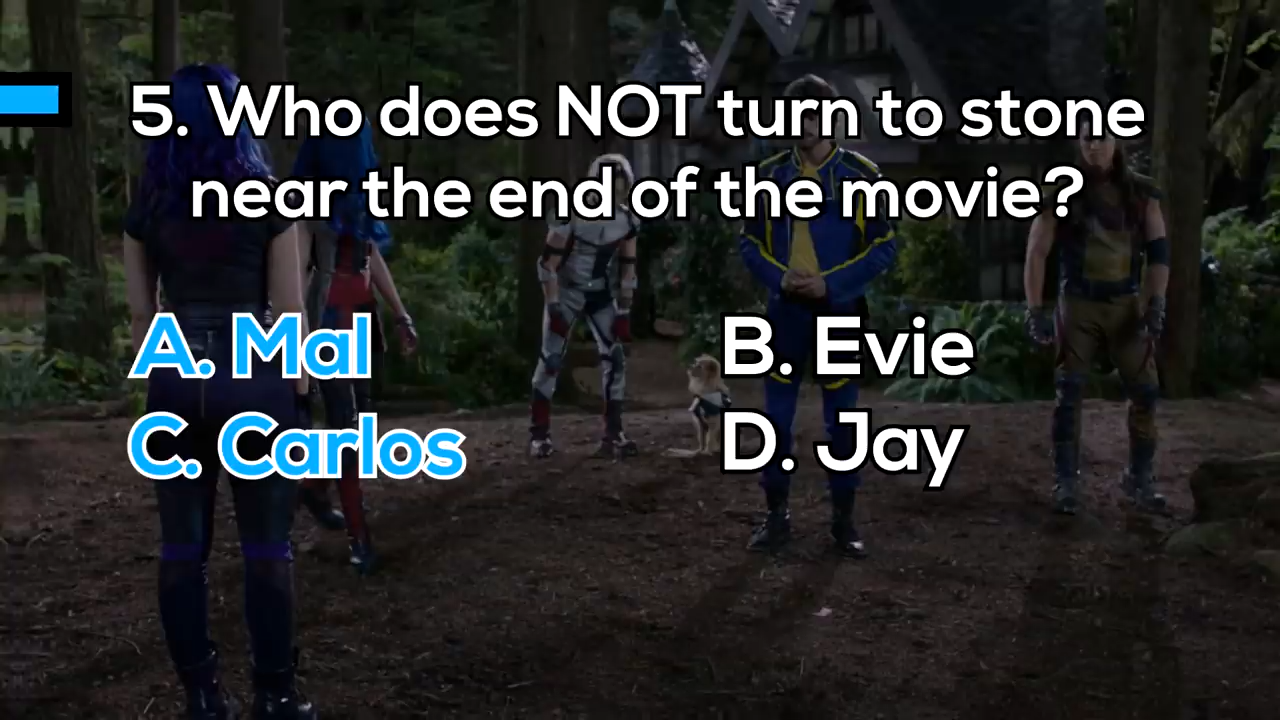 5. Who does NOT turn to stone
near the end of the movie?
A. Mal
B. Evie
C. Carlos
D. Jay